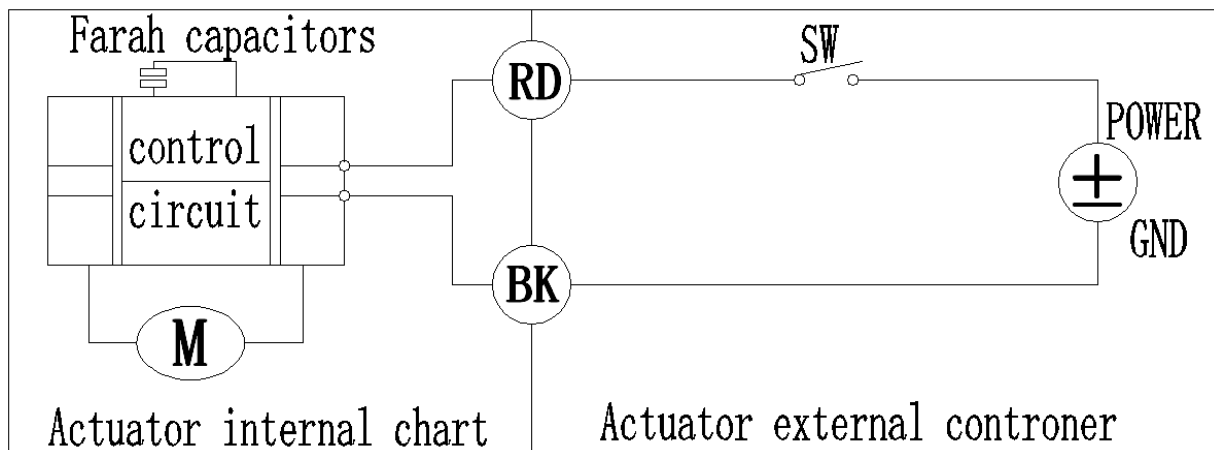 Farah capacitors
SW
RD
control
POWER
circuit
GND
BK
M
Actuator internal chart
Actuator external controner